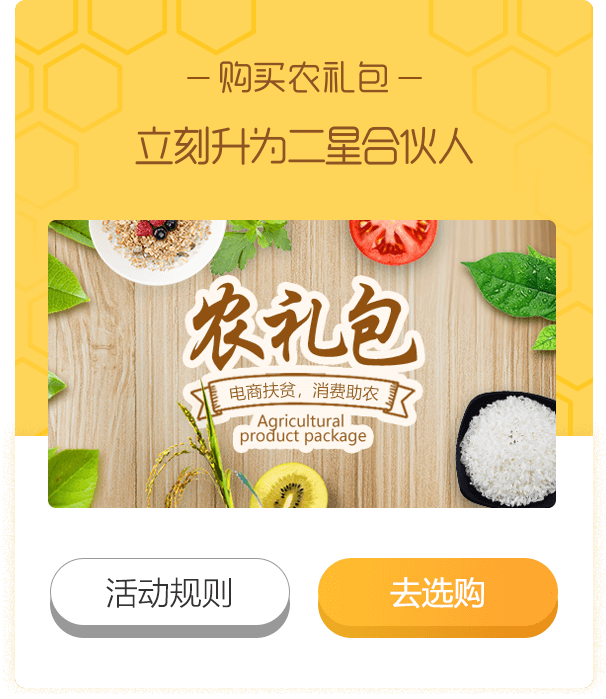 －购买农礼包－
立刻升为二星合伙人
农礼包
电商扶贫，消费助农
Agricultural
product package
活动规则
去选购